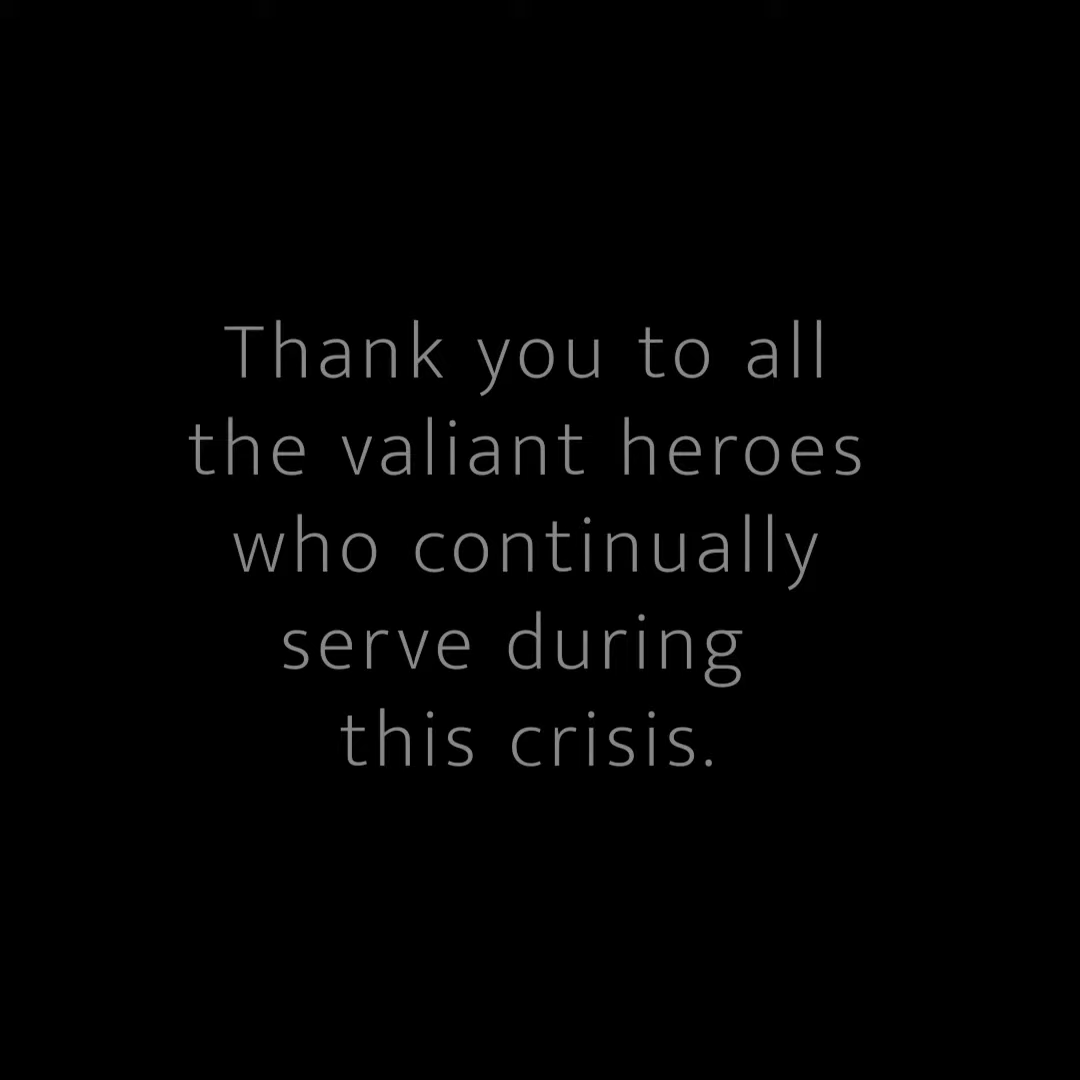 Thank you to all
the valiant heroes
who continually
serve during
this crisis.